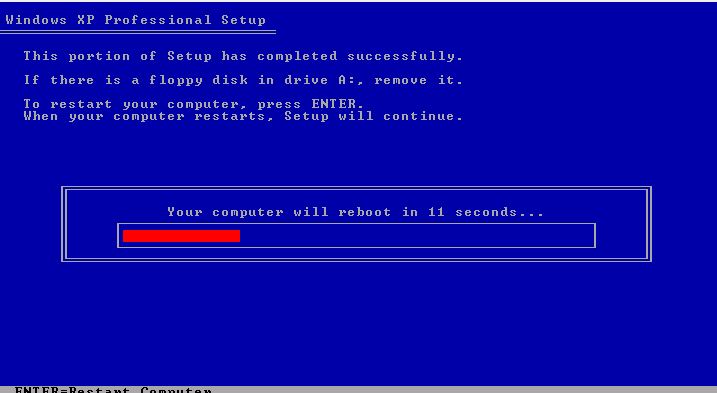 Windows XP Professional Setup
This portion of Setup has completed successfully.
If there is a floppy disk in drive A:, remove it.
To restart your computer, press ENTER.
When your computer restarts, Setup will continue.
Your computer will reboot in 11 seconds...
ENTER=Restart Computer